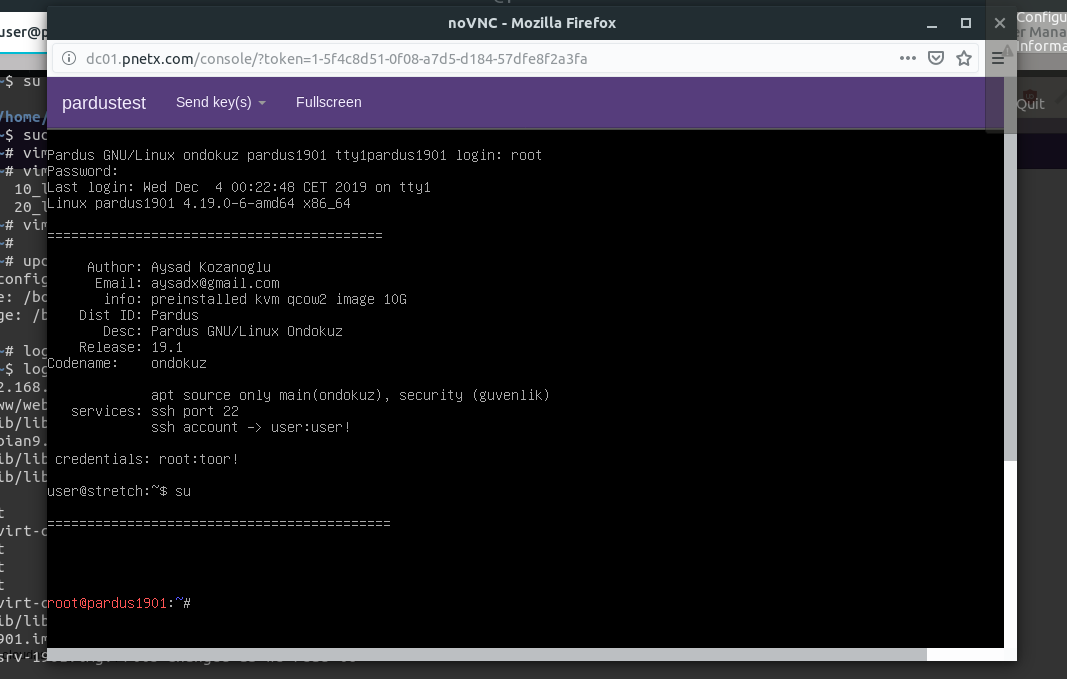 noVNC - Mozilla Firefox
user@p
Configu
er Mana
informa
dc01.pnetx.com/console/?token=1-5f4c8d51-0f08-a7d5-d184-57dfe8f2a3fa
~$ su
pardustest Send key(s) Fullscreen
Quit
/home/
~$ suc
~# vim
~# vim
10_l
20_l
~# vim
~#
~# upd
config
e: /bo
ge: /b
~# log
~$ log
2.168.
ww/web
ib/lib
bian9.
ib/lib
ib/lib
t
virt-c
t
t
t
virt-c
ib/lib
901.im
srv-19
Pardus GNU/Linux ondokuz pardus1901 tty1pardus1901 login: root
Password:
Last login: Wed Dec  4 00:22:48 CET 2019 on tty1
Linux pardus1901 4.19.0-6-amd64 x86_64
==========================================
Author: Aysad Kozanoglu
Email: aysadx@gmail.com
info: preinstalled kvm qcow2 image 10G
Dist ID: Pardus
Desc: Pardus GNU/Linux Ondokuz
Release: 19.1
Codename:    ondokuz
apt source only main(ondokuz), security (guvenlik)
services: ssh port 22
ssh account -> user:user!
credentials: root:toor!
user@stretch:~$ su
===========================================
root@pardus1901:~#